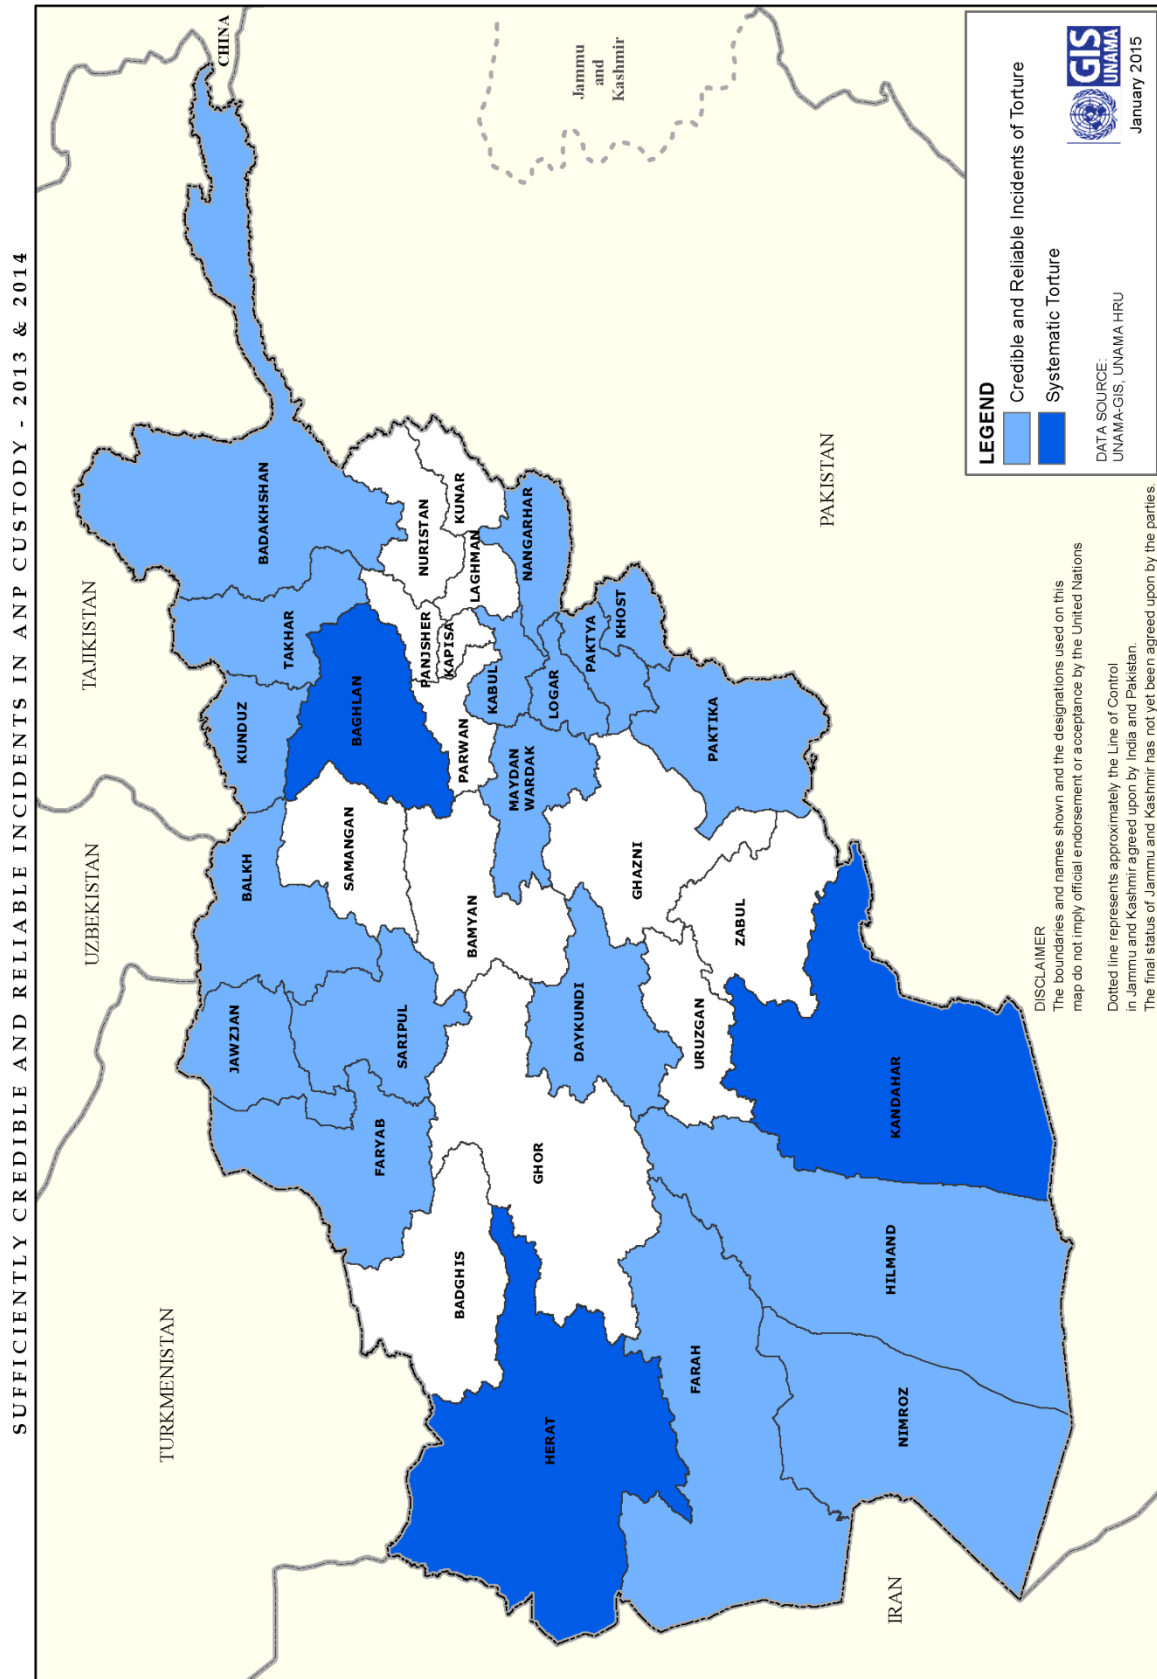 SUFFICIENTLY CREDIBLE AND RELIABLE INCIDENTS IN ANP CUSTODY - 2013 & 2014
CHINA
TAJIKISTAN
UZBEKISTAN
TURKMENISTAN
Jammu
and
Kashmir
BADAKHSHAN
TAKHAR
KUNDUZ
BALKH
JAWZJAN
BAGHLAN
SAMANGAN
SARIPUL
FARYAB
NURISTAN
KUNAR
LAGHMAN
PANJSHER
KAPISA
NANGARHAR
PARWAN
KABUL
LOGAR
PAKTYA
KHOST
MAYDAN
WARDAK
BAMYAN
BADGHIS
GHOR
DAYKUNDI
GHAZNI
PAKTIKA
HERAT
URUZGAN
ZABUL
FARAH
KANDAHAR
HILMAND
NIMROZ
PAKISTAN
IRAN
DISCLAIMER
The boundaries and names shown and the designations used on this
map do not imply official endorsement or acceptance by the United Nations
Dotted line represents approximately the Line of Control
in Jammu and Kashmir agreed upon by India and Pakistan.
The final status of Jammu and Kashmir has not yet been agreed upon by the parties.
LEGEND
Credible and Reliable Incidents of Torture
Systematic Torture
DATA SOURCE:
UNAMA-GIS, UNAMA HRU
GIS
UNAMA
January 2015